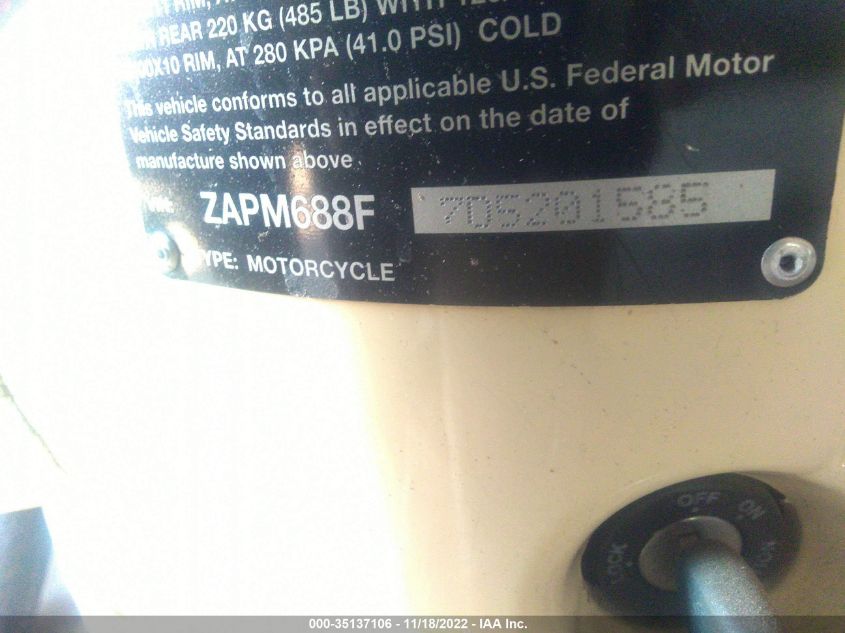 RIM, A
REAR 220 KG (485 LB) WITH
X10 RIM, AT 280 KPA (41.0 PSI) COLD
This vehicle conforms to all applicable U.S. Federal Motor
Vehicle Safety Standards in effect on the date of
manufacture shown above
ZAPM688F 7D5201585
TYPE: MOTORCYCLE
OFF
ON
LOCK
000-35137106 - 11/18/2022 - IAA Inc.